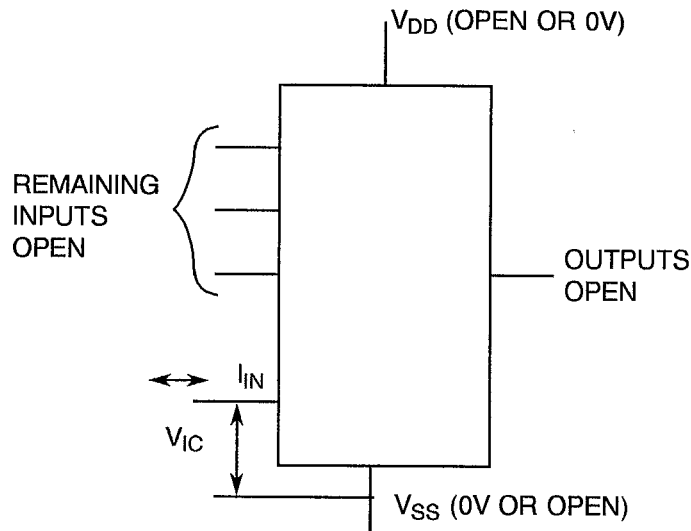 VDD (OPEN OR 0V)
REMAINING
INPUTS
OPEN
OUTPUTS
OPEN
IIN
VIC
VSS (0V OR OPEN)